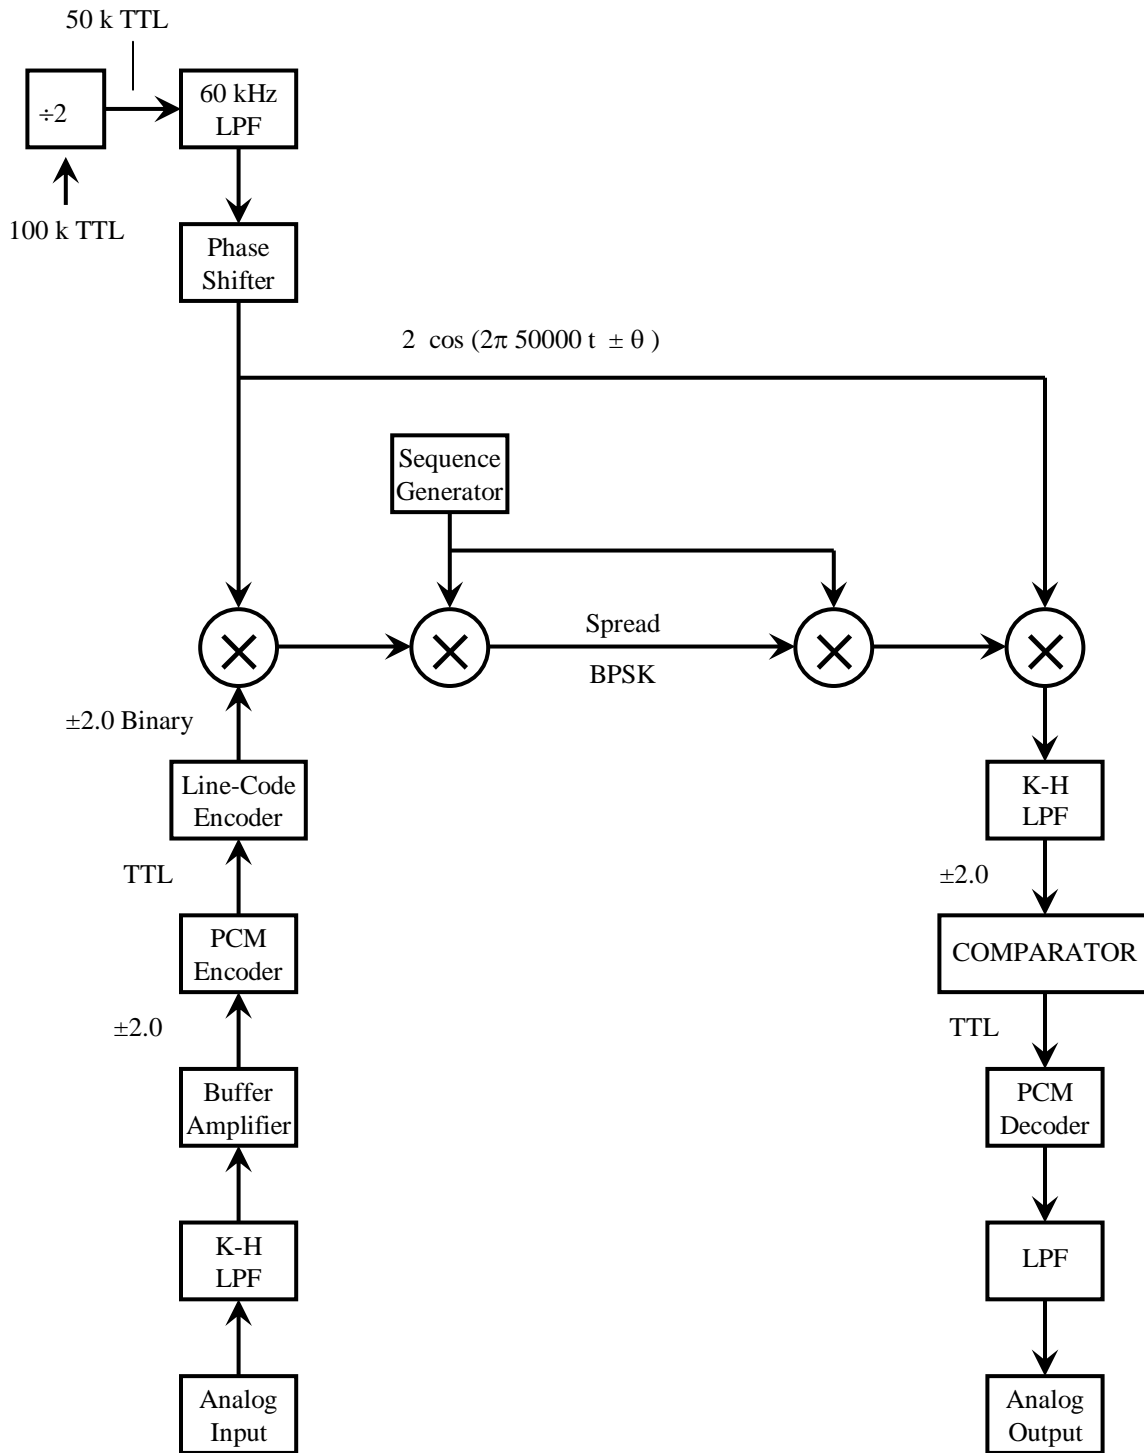 50 k TTL
÷2
60 kHz
LPF
100 k TTL
Phase
Shifter
2 cos (2π 50000 t ± θ )
Sequence
Generator
Spread
BPSK
±2.0 Binary
Line-Code
Encoder
K-H
LPF
TTL
±2.0
PCM
Encoder
COMPARATOR
±2.0
TTL
Buffer
Amplifier
PCM
Decoder
K-H
LPF
LPF
Analog
Input
Analog
Output